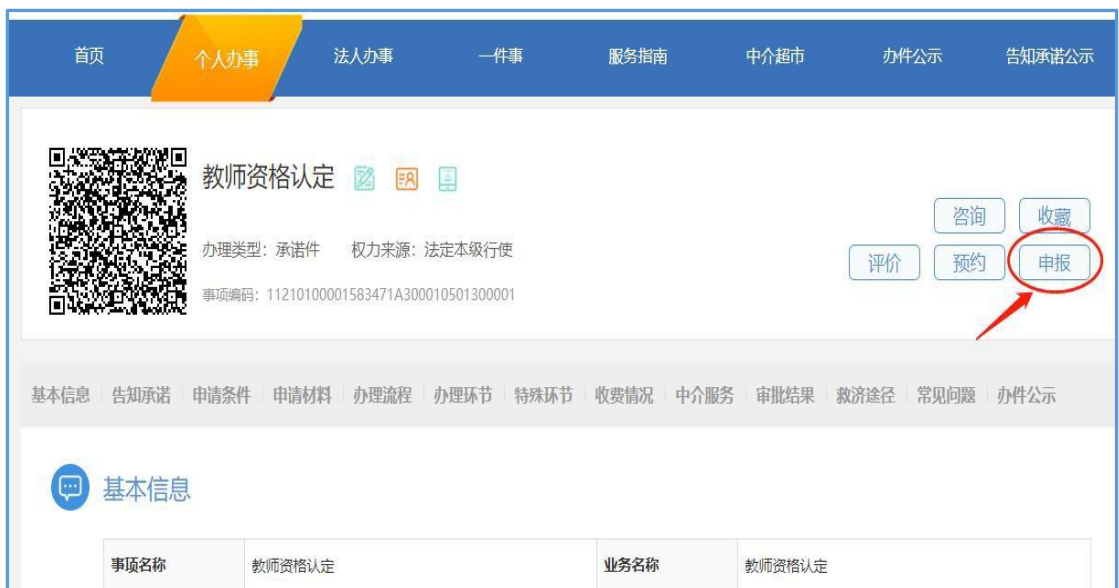 首页 个人办事 法人办事 一件事 服务指南 中介超市 办件公示 告知承诺公示
教师资格认定
咨询 收藏
办理类型：承诺件 权力来源：法定本级行使
评价 预约 申报
事项编码：11210100001583471A300010501300001
基本信息 告知承诺 申请条件 申请材料 办理流程 办理环节 特殊环节 收费情况 中介服务 审批结果 救济途径 常见问题 办件公示
基本信息
事项名称 教师资格认定 业务名称 教师资格认定